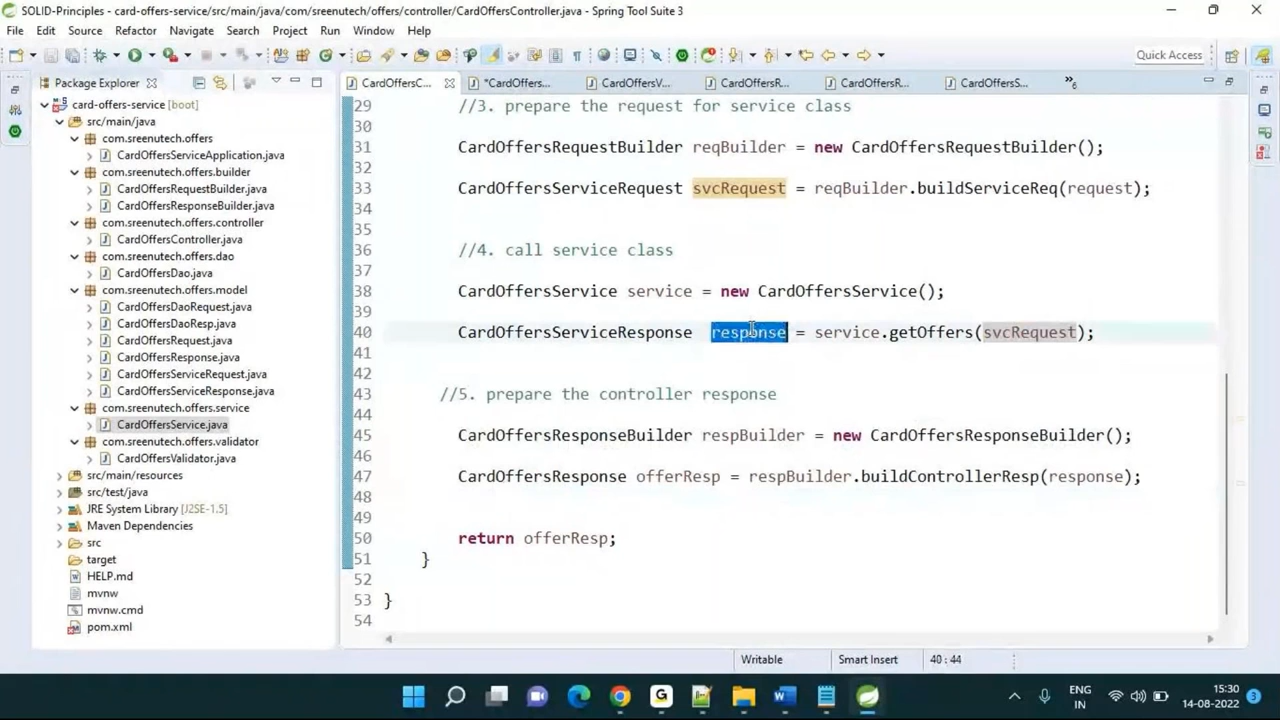 SOLID-Principles - card-offers-service/src/main/java/com/sreenutech/offers/controller/CardOffersController.java - Spring Tool Suite 3
File Edit Source Refactor Navigate Search Project Run Window Help
Quick Access
Package Explorer
CardOffersC... *CardOffers... CardOffersV... CardOffersR... CardOffersR... CardOffersS... »6
card-offers-service [boot]
src/main/java
com.sreenutech.offers
CardOffersServiceApplication.java
com.sreenutech.offers.builder
CardOffersRequestBuilder.java
CardOffersResponseBuilder.java
com.sreenutech.offers.controller
CardOffersController.java
com.sreenutech.offers.dao
CardOffersDao.java
com.sreenutech.offers.model
CardOffersDaoRequest.java
CardOffersDaoResp.java
CardOffersRequest.java
CardOffersResponse.java
CardOffersServiceRequest.java
CardOffersServiceResponse.java
com.sreenutech.offers.service
CardOffersService.java
com.sreenutech.offers.validator
CardOffersValidator.java
src/main/resources
src/test/java
JRE System Library [J2SE-1.5]
Maven Dependencies
src
target
HELP.md
mvnw
mvnw.cmd
pom.xml
29 //3. prepare the request for service class
30
31 CardOffersRequestBuilder reqBuilder = new CardOffersRequestBuilder();
32
33 CardOffersServiceRequest svcRequest = reqBuilder.buildServiceReq(request);
34
35
36 //4. call service class
37
38 CardOffersService service = new CardOffersService();
39
40 CardOffersServiceResponse response = service.getOffers(svcRequest);
41
42
43 //5. prepare the controller response
44
45 CardOffersResponseBuilder respBuilder = new CardOffersResponseBuilder();
46
47 CardOffersResponse offerResp = respBuilder.buildControllerResp(response);
48
49
50 return offerResp;
51 }
52
53 }
54
Writable Smart Insert 40 : 44
ENG
IN
15:30
14-08-2022
3